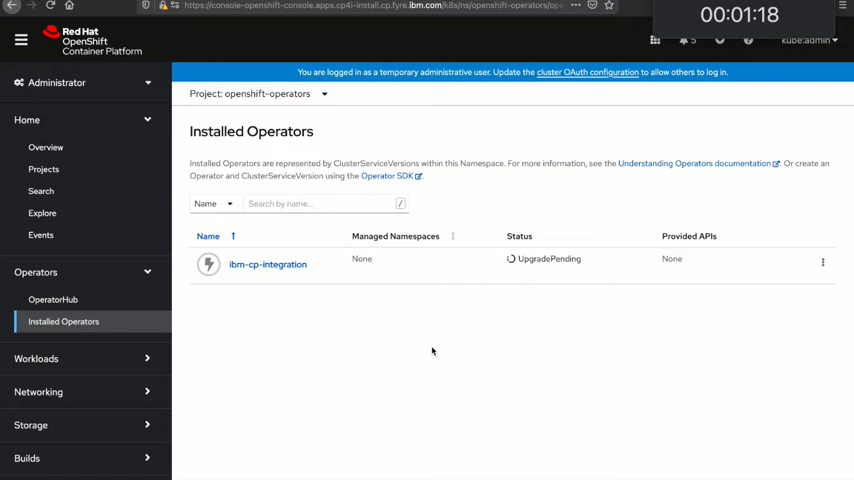 https://console-openshift-console.apps.cp4i-install.cp.fyre.ibm.com/k8s/ns/openshift-operators/ope
00:01:18
Red Hat
OpenShift
Container Platform
5
kube:admin
You are logged in as a temporary administrative user. Update the cluster OAuth configuration to allow others to log in.
Administrator
Project: openshift-operators
Home
Overview
Projects
Search
Explore
Events
Operators
OperatorHub
Installed Operators
Workloads
Networking
Storage
Builds
Installed Operators
Installed Operators are represented by ClusterServiceVersions within this Namespace. For more information, see the Understanding Operators documentation. Or create an
Operator and ClusterServiceVersion using the Operator SDK.
Name
Search by name...
/
Name Managed Namespaces Status Provided APIs
ibm-cp-integration None UpgradePending None